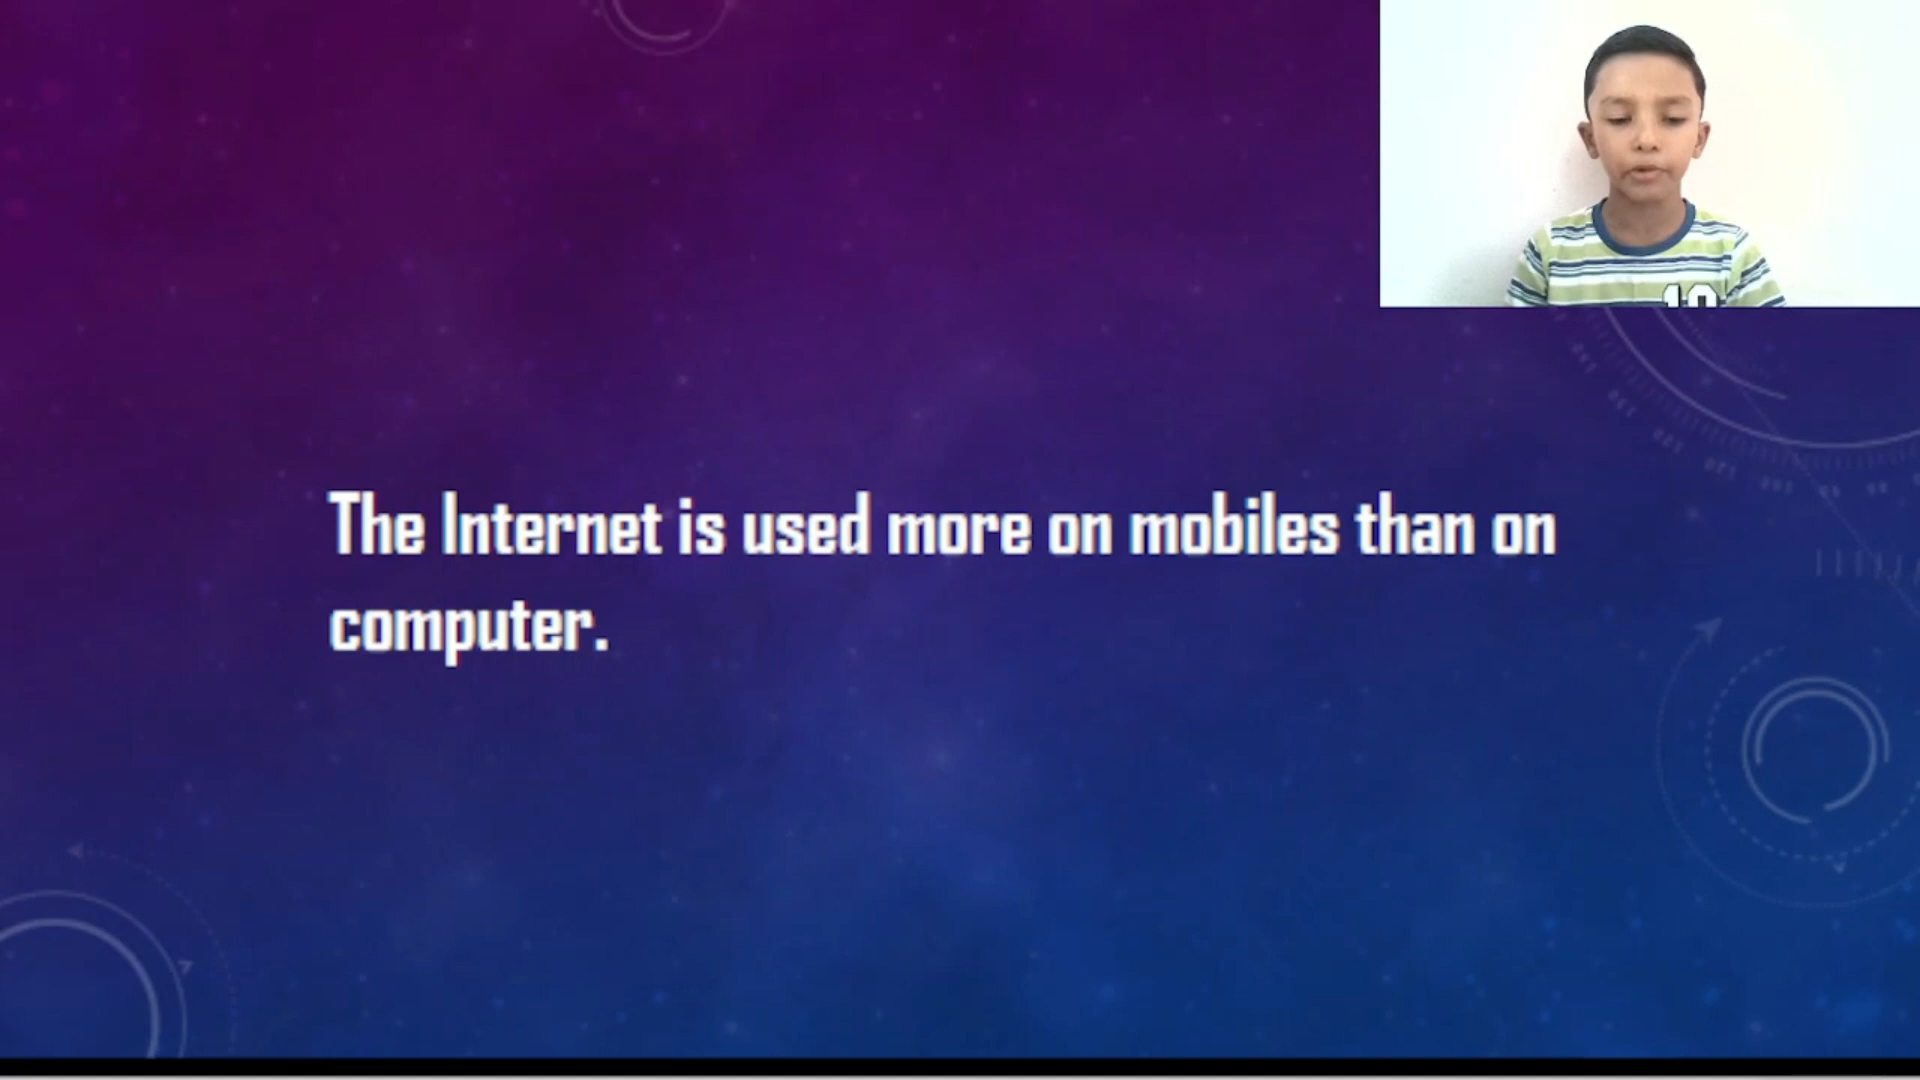 The Internet is used more on mobiles than on
computer.